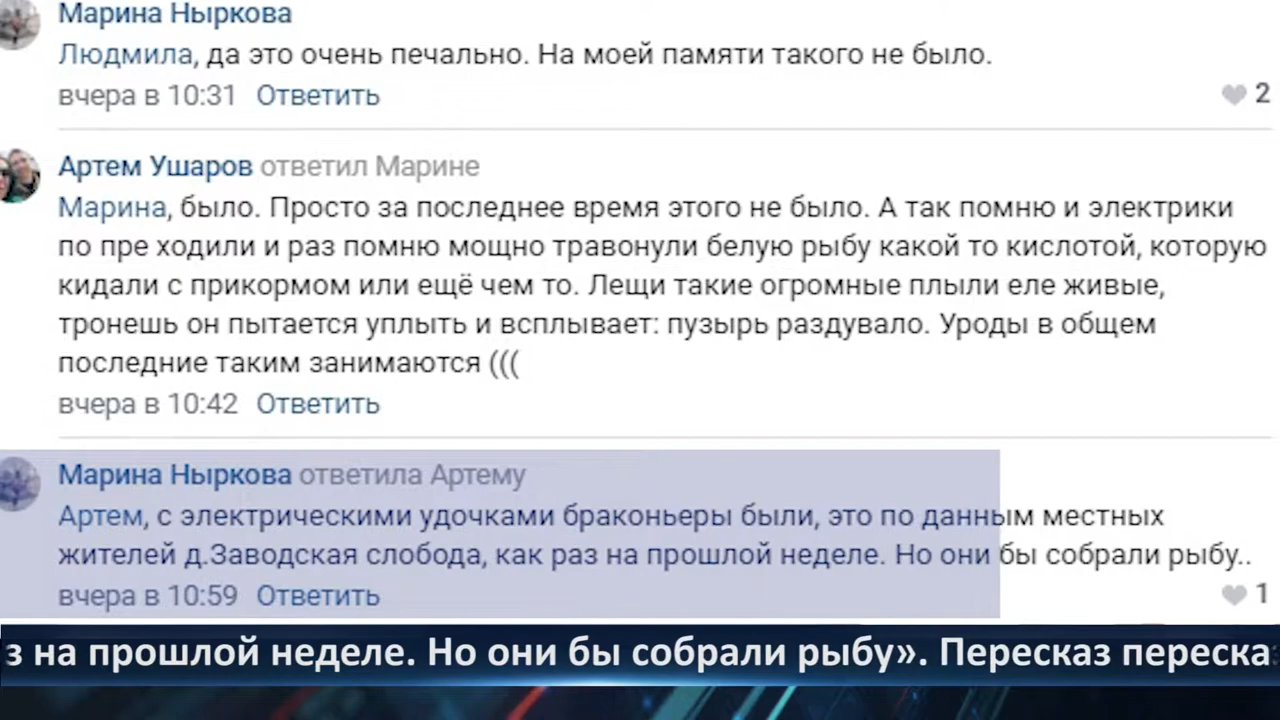 Марина Ныркова
Людмила, да это очень печально. На моей памяти такого не было.
вчера в 10:31 Ответить
2
Артем Ушаров ответил Марине
Марина, было. Просто за последнее время этого не было. А так помню и электрики
по пре ходили и раз помню мощно травонули белую рыбу какой то кислотой, которую
кидали с прикормом или ещё чем то. Лещи такие огромные плыли еле живые,
тронешь он пытается уплыть и всплывает: пузырь раздувало. Уроды в общем
последние таким занимаются (((
вчера в 10:42 Ответить
Марина Ныркова ответила Артему
Артем, с электрическими удочками браконьеры были, это по данным местных
жителей д.Заводская слобода, как раз на прошлой неделе. Но они бы собрали рыбу..
вчера в 10:59 Ответить
1
з на прошлой неделе. Но они бы собрали рыбу». Пересказ переска